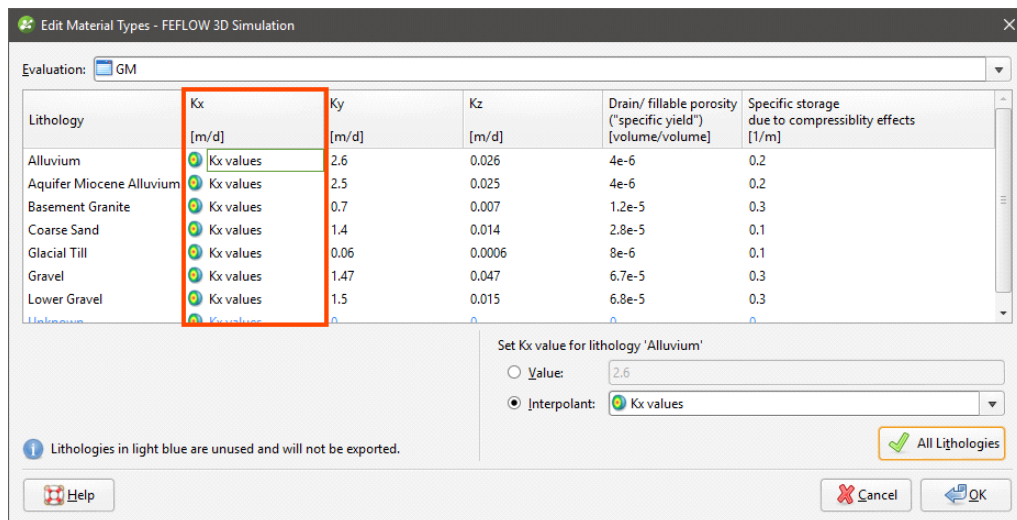 Edit Material Types - FEFLOW 3D Simulation
Evaluation: GM
Lithology Kx [m/d] Ky [m/d] Kz [m/d] Drain/ fillable porosity ("specific yield") [volume/volume] Specific storage due to compressiblity effects [1/m]
Alluvium Kx values 2.6 0.026 4e-6 0.2
Aquifer Miocene Alluvium Kx values 2.5 0.025 4e-6 0.2
Basement Granite Kx values 0.7 0.007 1.2e-5 0.3
Coarse Sand Kx values 1.4 0.014 2.8e-5 0.1
Glacial Till Kx values 0.06 0.0006 8e-6 0.1
Gravel Kx values 1.47 0.047 6.7e-5 0.3
Lower Gravel Kx values 1.5 0.015 6.8e-5 0.3
Unknown Kx values 0 0 0 0
Set Kx value for lithology 'Alluvium'
Value: 2.6
Interpolant: Kx values
All Lithologies
Lithologies in light blue are unused and will not be exported.
Help Cancel OK